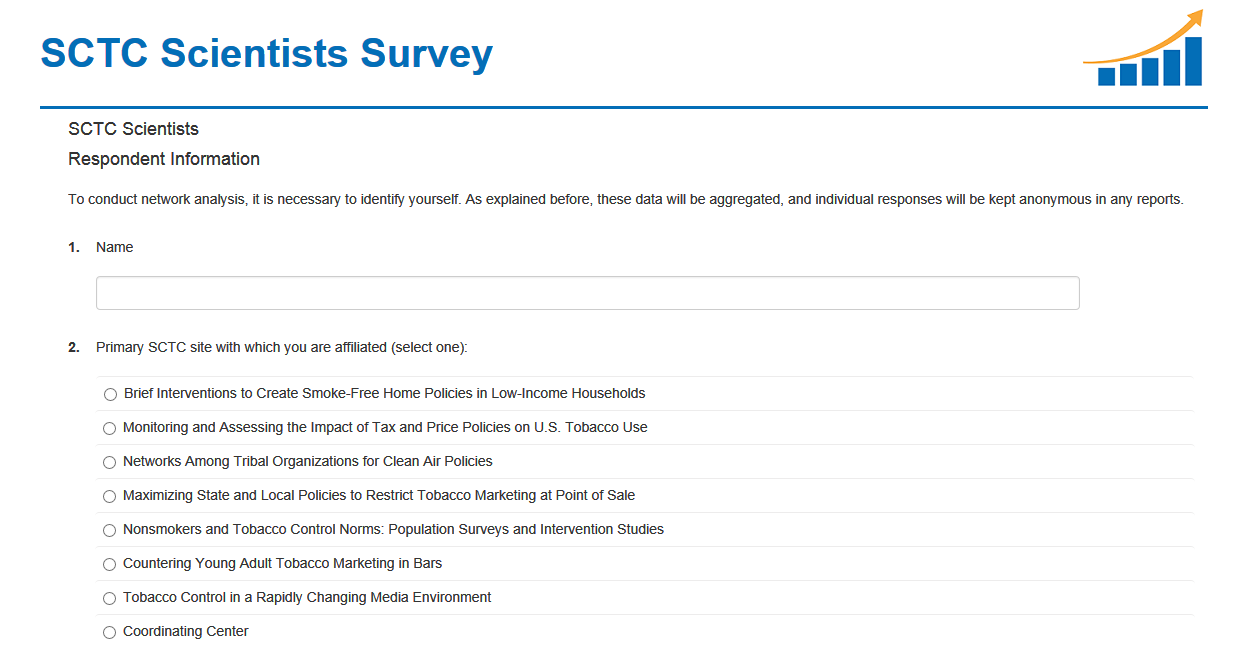 SCTC Scientists Survey
SCTC Scientists
Respondent Information
To conduct network analysis, it is necessary to identify yourself. As explained before, these data will be aggregated, and individual responses will be kept anonymous in any reports.
1. Name
2. Primary SCTC site with which you are affiliated (select one):
Brief Interventions to Create Smoke-Free Home Policies in Low-Income Households
Monitoring and Assessing the Impact of Tax and Price Policies on U.S. Tobacco Use
Networks Among Tribal Organizations for Clean Air Policies
Maximizing State and Local Policies to Restrict Tobacco Marketing at Point of Sale
Nonsmokers and Tobacco Control Norms: Population Surveys and Intervention Studies
Countering Young Adult Tobacco Marketing in Bars
Tobacco Control in a Rapidly Changing Media Environment
Coordinating Center